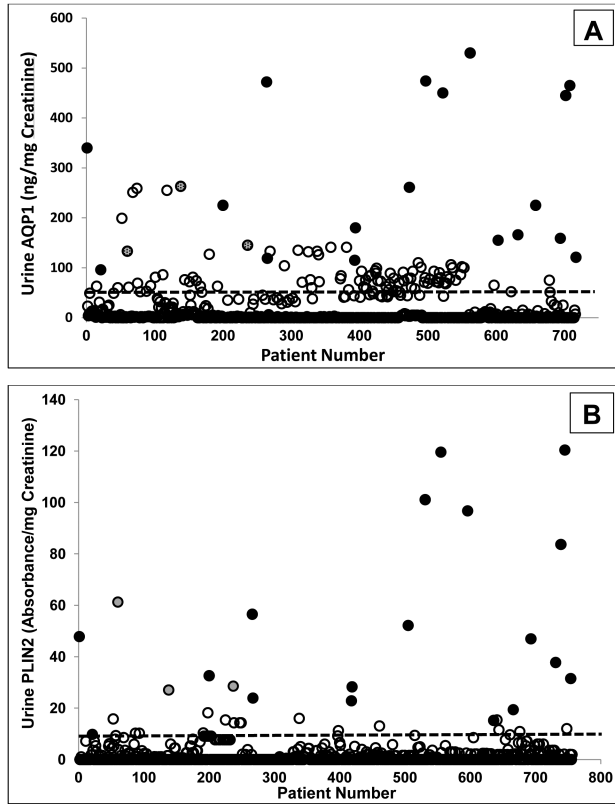 A
600
500
400
300
200
100
0
Urine AQP1 (ng/mg Creatinine)
0 100 200 300 400 500 600 700
Patient Number
B
140
120
100
80
60
40
20
0
Urine PLIN2 (Absorbance/mg Creatinine)
0 100 200 300 400 500 600 700 800
Patient Number